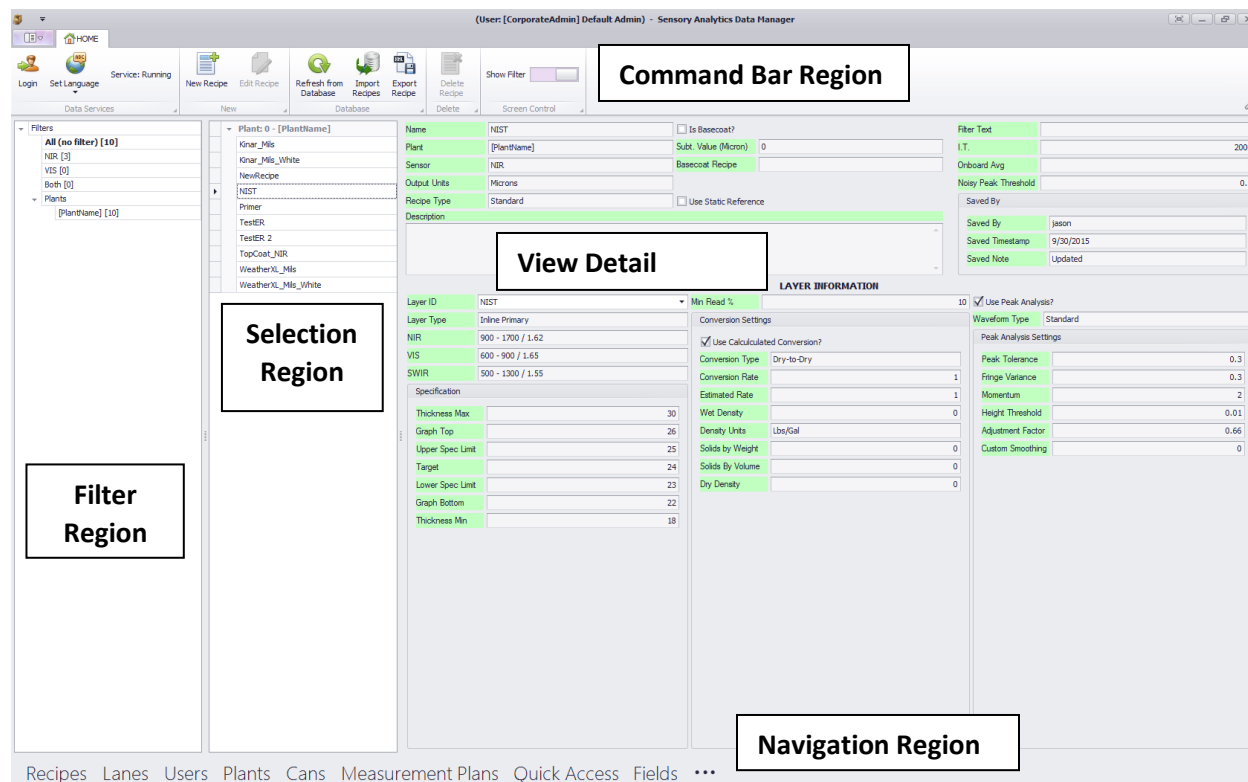 (User: [CorporateAdmin] Default Admin) - Sensory Analytics Data Manager
HOME
Login
Set Language
Service: Running
Data Services
New Recipe
Edit Recipe
New
Refresh from Database
Import Recipes
Export Recipe
Database
Delete Recipe
Delete
Show Filter
Screen Control
Command Bar Region
Filters
All (no filter) [10]
NIR [3]
VIS [0]
Both [0]
Plants
[PlantName] [10]
Filter
Region
Plant: 0 - [PlantName]
Kinar_Mils
Kinar_Mils_White
NewRecipe
NIST
Primer
TestER
TestER 2
TopCoat_NIR
WeatherXL_Mils
WeatherXL_Mils_White
Selection
Region
Name NIST
Plant [PlantName]
Sensor NIR
Output Units Microns
Recipe Type Standard
Description
Is Basecoat?
Subt. Value (Micron) 0
Basecoat Recipe
Use Static Reference
Filter Text
I.T. 200
Onboard Avg
Noisy Peak Threshold 0.
Saved By
Saved By jason
Saved Timestamp 9/30/2015
Saved Note Updated
View Detail
LAYER INFORMATION
Layer ID NIST
Layer Type Inline Primary
NIR 900 - 1700 / 1.62
VIS 600 - 900 / 1.65
SWIR 500 - 1300 / 1.55
Specification
Thickness Max 30
Graph Top 26
Upper Spec Limit 25
Target 24
Lower Spec Limit 23
Graph Bottom 22
Thickness Min 18
Min Read % 10
Conversion Settings
Use Calculculated Conversion?
Conversion Type Dry-to-Dry
Conversion Rate 1
Estimated Rate 1
Wet Density 0
Density Units Lbs/Gal
Solids by Weight 0
Solids By Volume 0
Dry Density 0
Use Peak Analysis?
Waveform Type Standard
Peak Analysis Settings
Peak Tolerance 0.3
Fringe Variance 0.3
Momentum 2
Height Threshold 0.01
Adjustment Factor 0.66
Custom Smoothing 0
Navigation Region
Recipes Lanes Users Plants Cans Measurement Plans Quick Access Fields •••